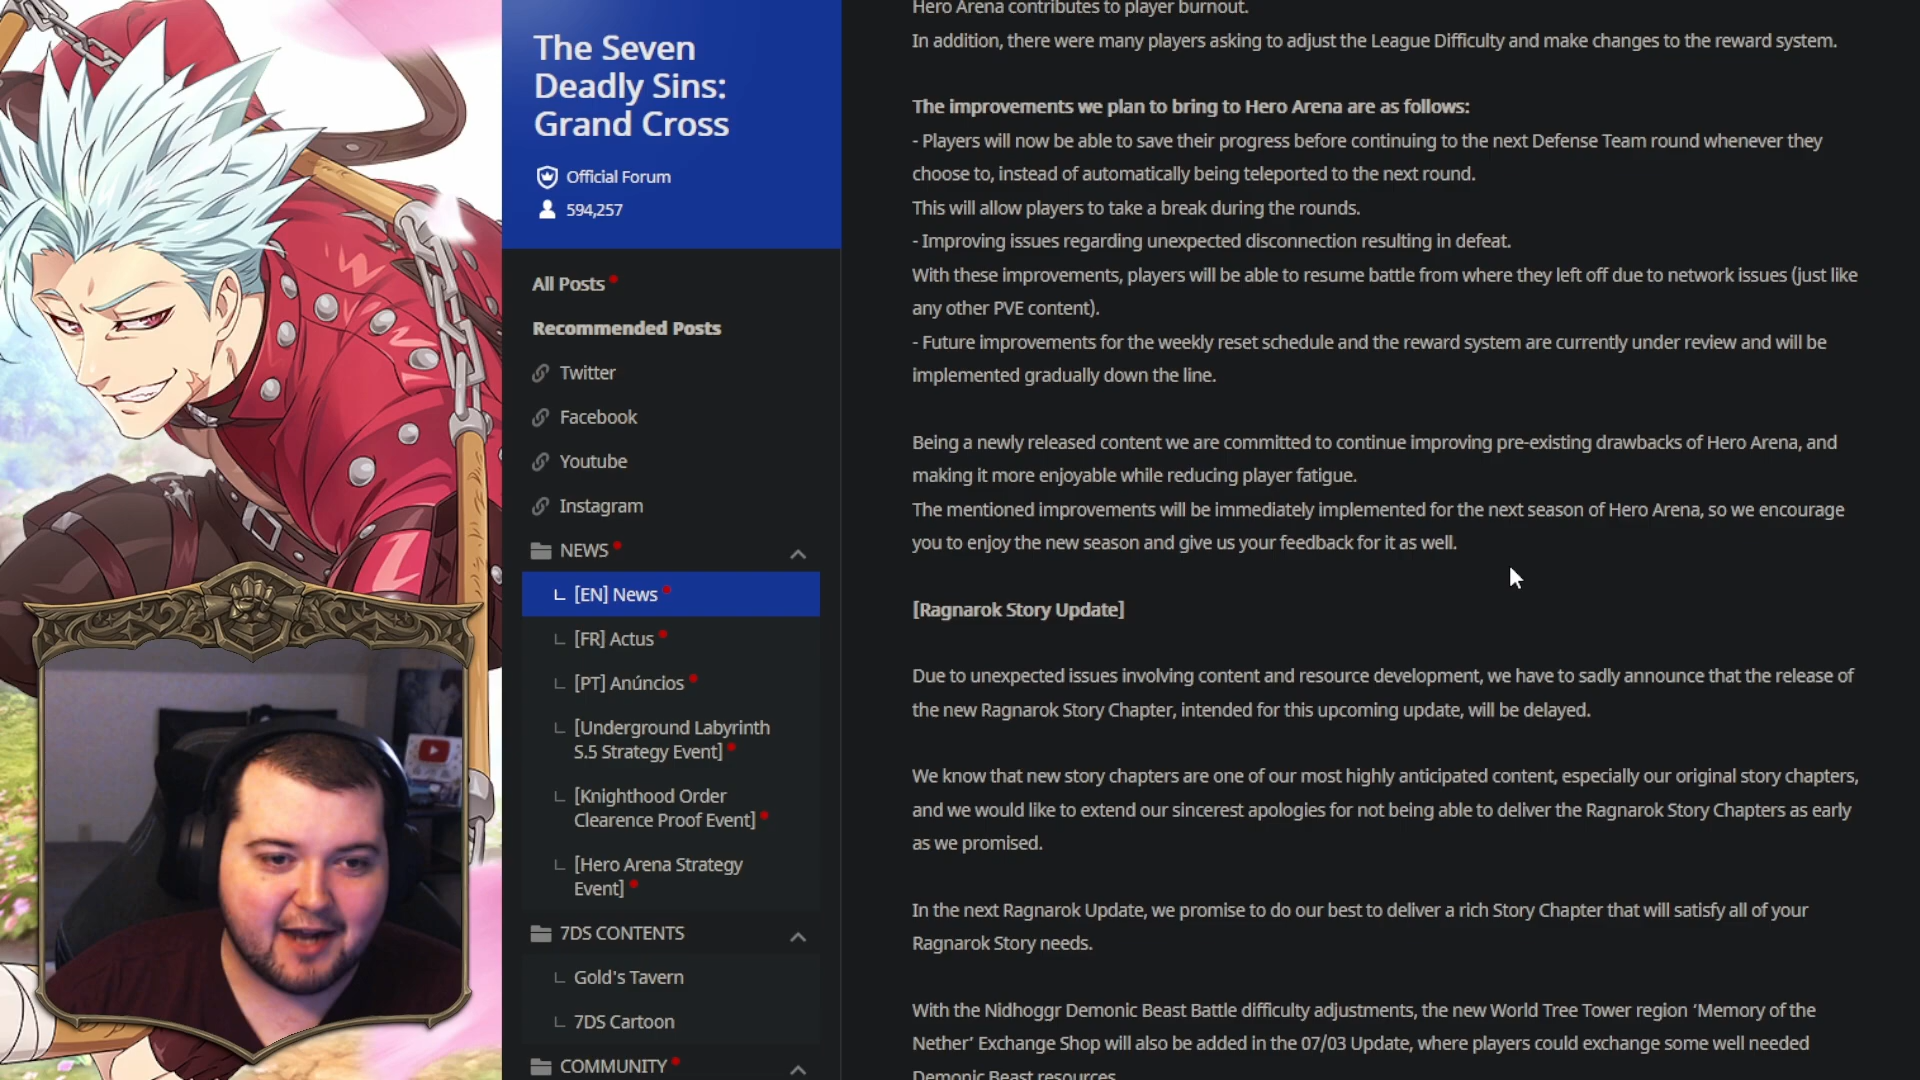 The Seven
Deadly Sins:
Grand Cross
Official Forum
594,257
All Posts
Recommended Posts
Twitter
Facebook
Youtube
Instagram
NEWS
[EN] News
[FR] Actus
[PT] Anúncios
[Underground Labyrinth
S.5 Strategy Event]
[Knighthood Order
Clearence Proof Event]
[Hero Arena Strategy
Event]
7DS CONTENTS
Gold's Tavern
7DS Cartoon
COMMUNITY
Hero Arena contributes to player burnout.
In addition, there were many players asking to adjust the League Difficulty and make changes to the reward system.
The improvements we plan to bring to Hero Arena are as follows:
- Players will now be able to save their progress before continuing to the next Defense Team round whenever they
choose to, instead of automatically being teleported to the next round.
This will allow players to take a break during the rounds.
- Improving issues regarding unexpected disconnection resulting in defeat.
With these improvements, players will be able to resume battle from where they left off due to network issues (just like
any other PVE content).
- Future improvements for the weekly reset schedule and the reward system are currently under review and will be
implemented gradually down the line.
Being a newly released content we are committed to continue improving pre-existing drawbacks of Hero Arena, and
making it more enjoyable while reducing player fatigue.
The mentioned improvements will be immediately implemented for the next season of Hero Arena, so we encourage
you to enjoy the new season and give us your feedback for it as well.
[Ragnarok Story Update]
Due to unexpected issues involving content and resource development, we have to sadly announce that the release of
the new Ragnarok Story Chapter, intended for this upcoming update, will be delayed.
We know that new story chapters are one of our most highly anticipated content, especially our original story chapters,
and we would like to extend our sincerest apologies for not being able to deliver the Ragnarok Story Chapters as early
as we promised.
In the next Ragnarok Update, we promise to do our best to deliver a rich Story Chapter that will satisfy all of your
Ragnarok Story needs.
With the Nidhoggr Demonic Beast Battle difficulty adjustments, the new World Tree Tower region ‘Memory of the
Nether’ Exchange Shop will also be added in the 07/03 Update, where players could exchange some well needed
Demonic Beast resources.